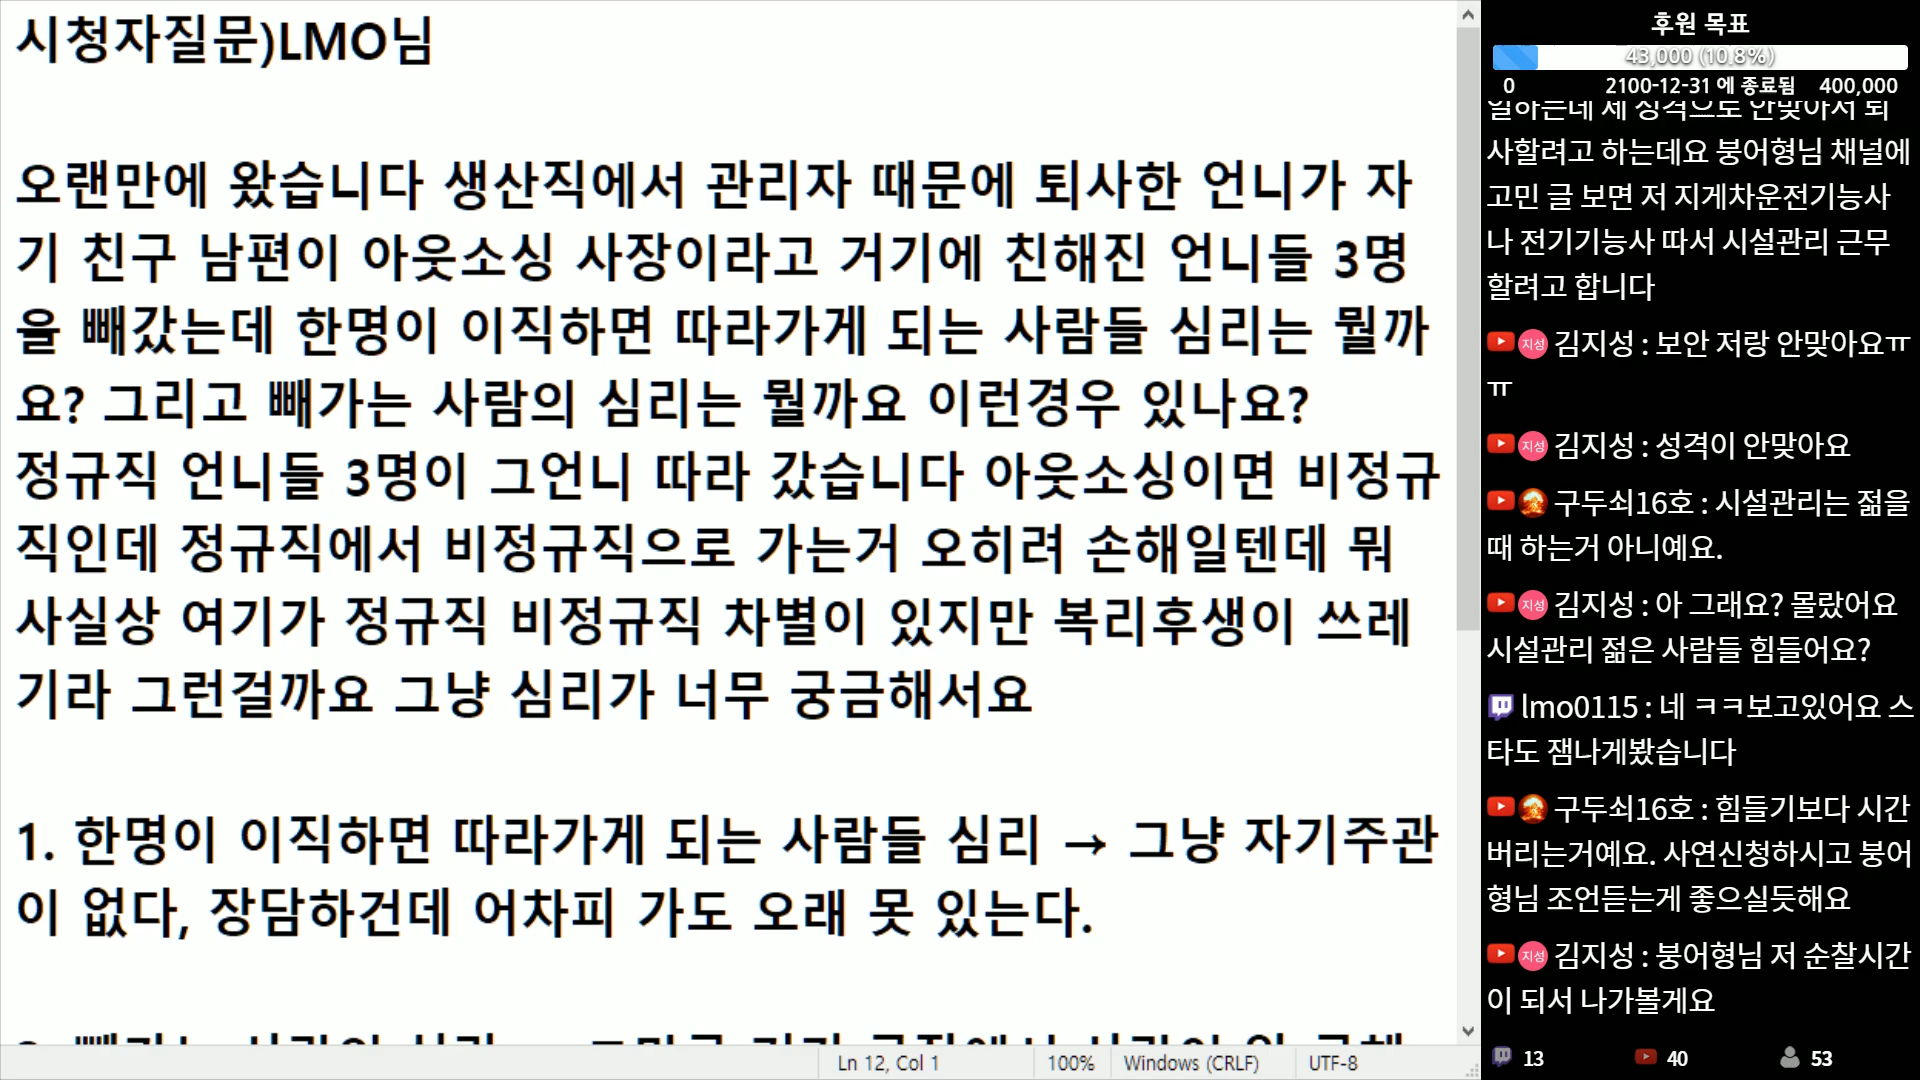 시청자질문)LMO님
오랜만에 왔습니다 생산직에서 관리자 때문에 퇴사한 언니가 자
기 친구 남편이 아웃소싱 사장이라고 거기에 친해진 언니들 3명
을 빼갔는데 한명이 이직하면 따라가게 되는 사람들 심리는 뭘까
요? 그리고 빼가는 사람의 심리는 뭘까요 이런경우 있나요?
정규직 언니들 3명이 그언니 따라 갔습니다 아웃소싱이면 비정규
직인데 정규직에서 비정규직으로 가는거 오히려 손해일텐데 뭐
사실상 여기가 정규직 비정규직 차별이 있지만 복리후생이 쓰레
기라 그런걸까요 그냥 심리가 너무 궁금해서요
1. 한명이 이직하면 따라가게 되는 사람들 심리 → 그냥 자기주관
이 없다, 장담하건데 어차피 가도 오래 못 있는다.
Ln 12, Col 1
100%
Windows (CRLF)
UTF-8
후원 목표
43,000 (10.8%)
0 2100-12-31 에 종료됨 400,000
일하는데 제 성격으로 안맞아서 퇴
사할려고 하는데요 붕어형님 채널에
고민 글 보면 저 지게차운전기능사
나 전기기능사 따서 시설관리 근무
할려고 합니다
지성 김지성 : 보안 저랑 안맞아요ㅠ
ㅠ
지성 김지성 : 성격이 안맞아요
구두쇠16호 : 시설관리는 젊을
때 하는거 아니예요.
지성 김지성 : 아 그래요? 몰랐어요
시설관리 젊은 사람들 힘들어요?
lmo0115 : 네 ㅋㅋ보고있어요 스
타도 잼나게봤습니다
구두쇠16호 : 힘들기보다 시간
버리는거예요. 사연신청하시고 붕어
형님 조언듣는게 좋으실듯해요
지성 김지성 : 붕어형님 저 순찰시간
이 되서 나가볼게요
13 40 53